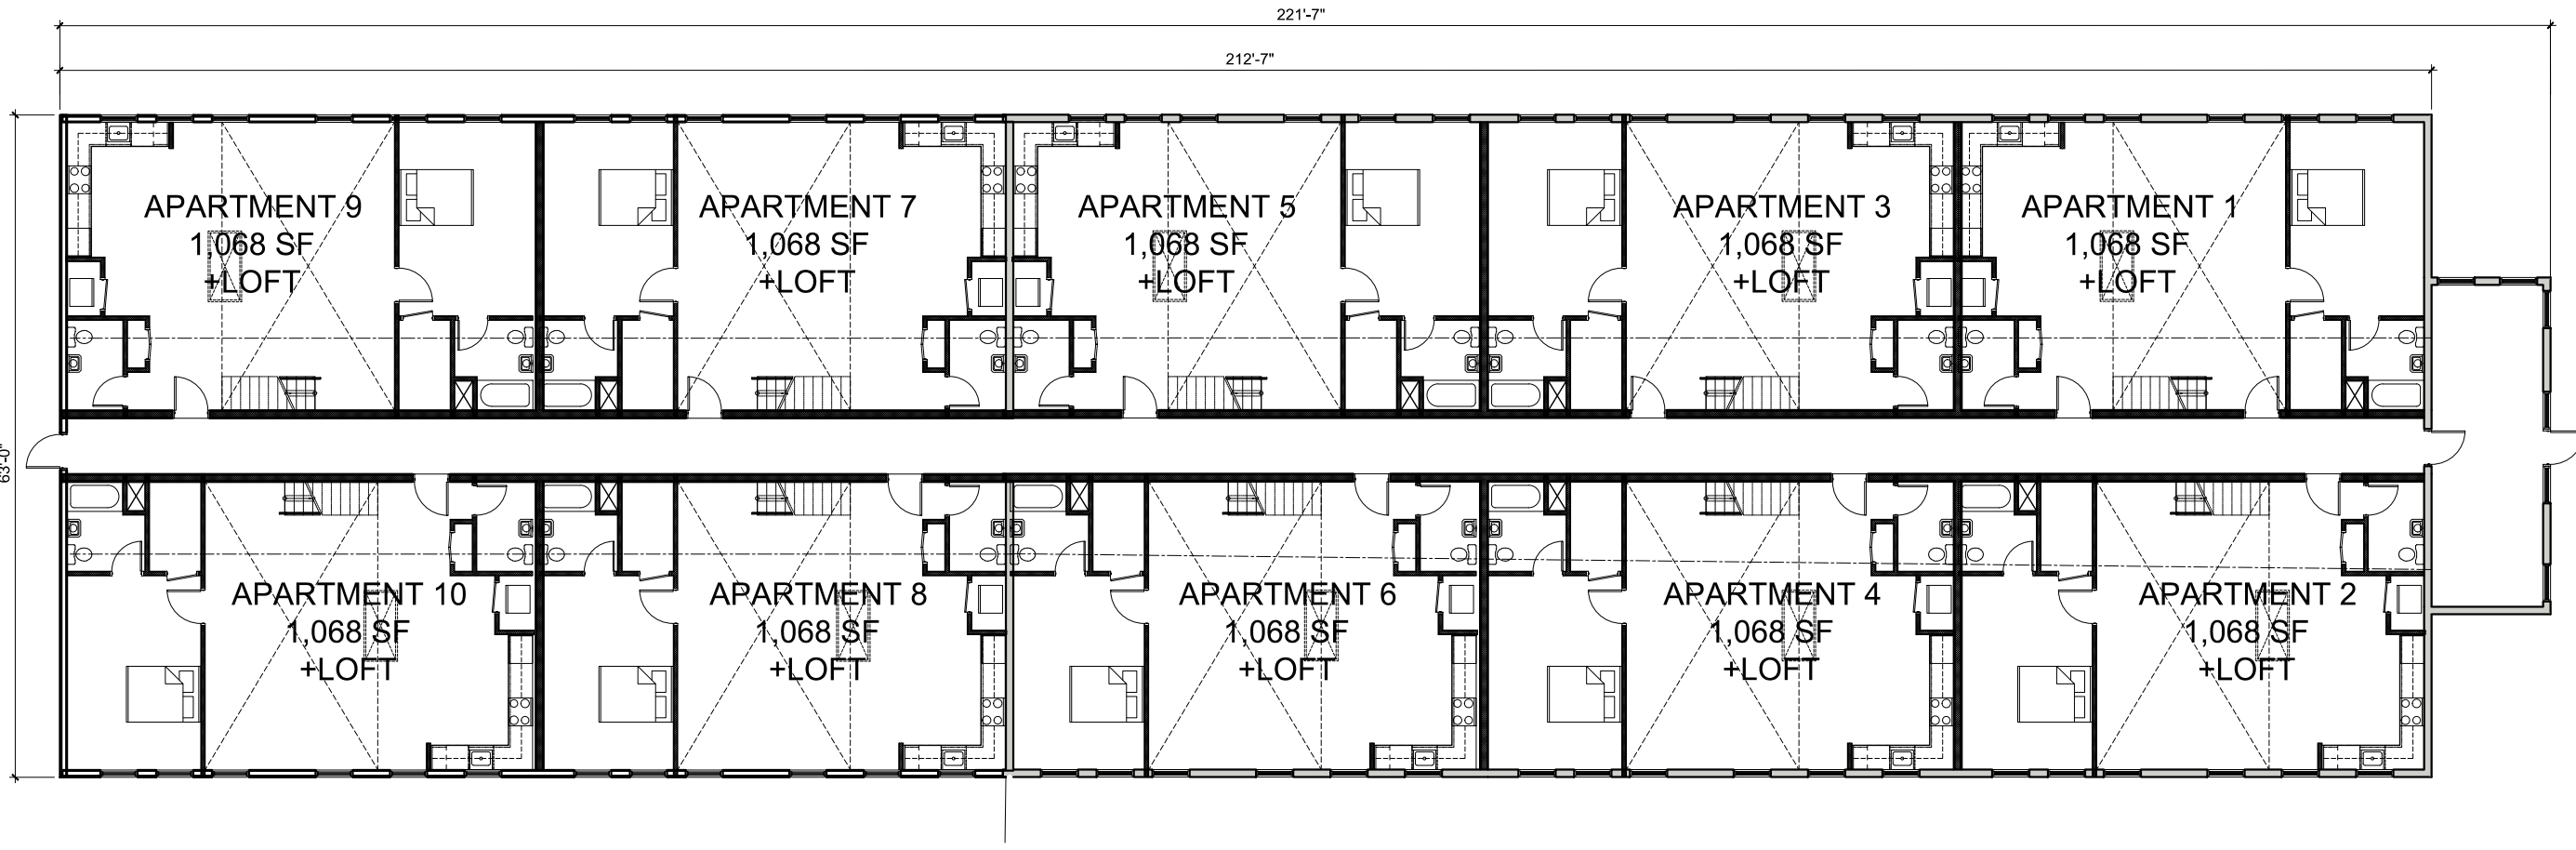 221'-7"
212'-7"
63'-0"
APARTMENT 9
1,068 SF
+LOFT
APARTMENT 7
1,068 SF
+LOFT
APARTMENT 5
1,068 SF
+LOFT
APARTMENT 3
1,068 SF
+LOFT
APARTMENT 1
1,068 SF
+LOFT
APARTMENT 10
1,068 SF
+LOFT
APARTMENT 8
1,068 SF
+LOFT
APARTMENT 6
1,068 SF
+LOFT
APARTMENT 4
1,068 SF
+LOFT
APARTMENT 2
1,068 SF
+LOFT